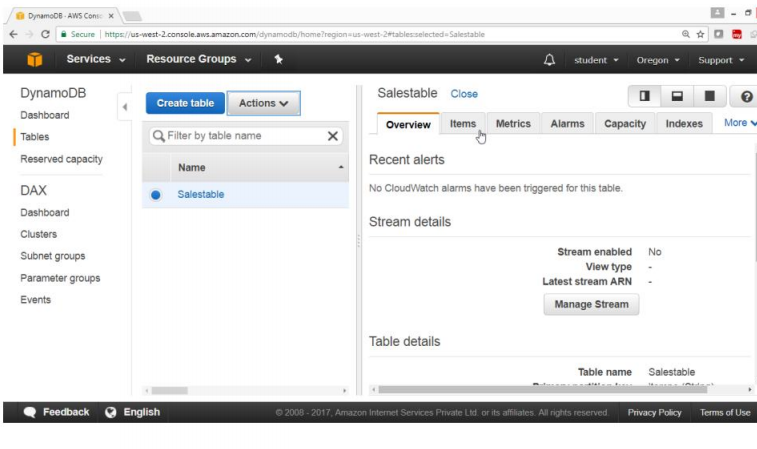 DynamoDB - AWS Consol
Secure
https://us-west-2.console.aws.amazon.com/dynamodb/home?region=us-west-2#tables:selected=Salestable
Services
Resource Groups
student
Oregon
Support
DynamoDB
Dashboard
Tables
Reserved capacity
DAX
Dashboard
Clusters
Subnet groups
Parameter groups
Events
Create table
Actions
Filter by table name
Name
Salestable
Salestable Close
Overview Items Metrics Alarms Capacity Indexes More
Recent alerts
No CloudWatch alarms have been triggered for this table.
Stream details
Stream enabled No
View type -
Latest stream ARN -
Manage Stream
Table details
Table name Salestable
Primary partition key
Feedback
English
© 2008 - 2017, Amazon Internet Services Private Ltd. or its affiliates. All rights reserved.
Privacy Policy
Terms of Use